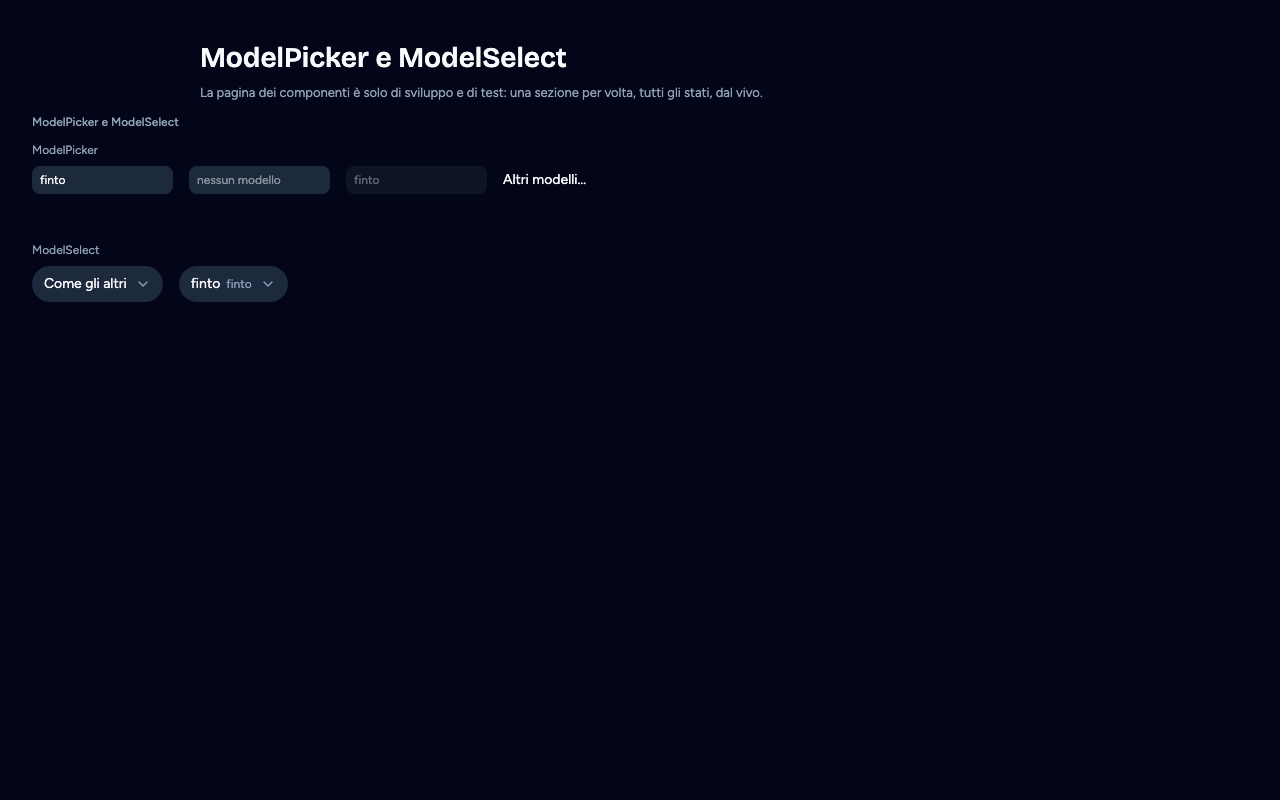 ModelPicker e ModelSelect
La pagina dei componenti è solo di sviluppo e di test: una sezione per volta, tutti gli stati, dal vivo.
ModelPicker e ModelSelect
ModelPicker
finto nessun modello finto Altri modelli...
ModelSelect
Come gli altri finto finto